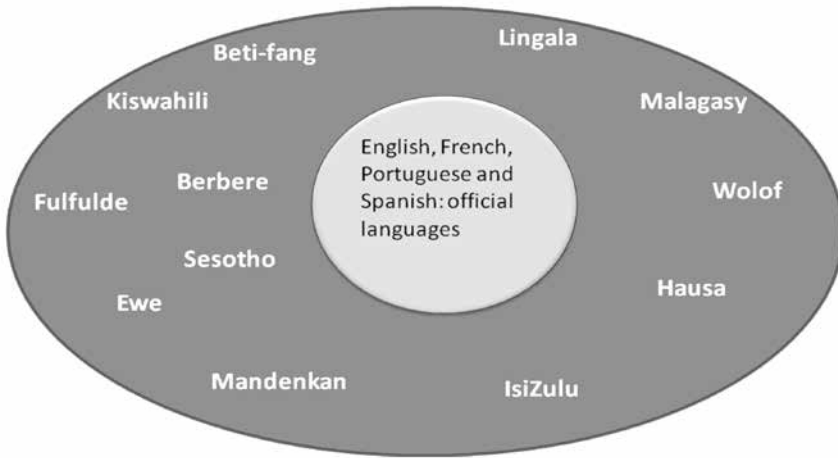 Lingala
Beti-fang
Kiswahili
Malagasy
English, French,
Portuguese and
Spanish: official
languages
Berbere
Wolof
Fulfulde
Sesotho
Hausa
Ewe
Mandenkan
IsiZulu